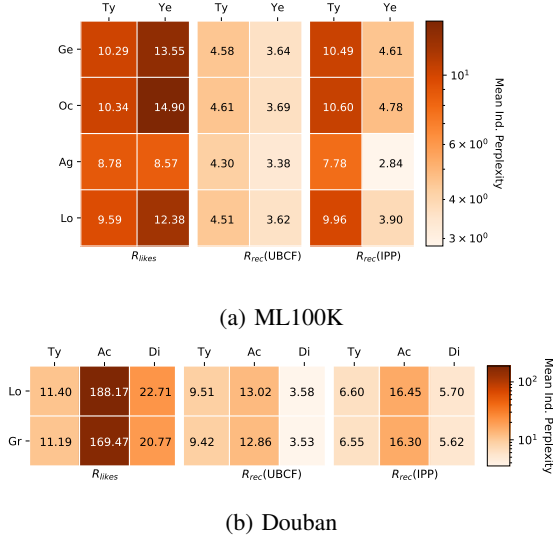 Ty Ye Ty Ye Ty Ye
Ge 10.29 13.55 4.58 3.64 10.49 4.61
Oc 10.34 14.90 4.61 3.69 10.60 4.78
Ag 8.78 8.57 4.30 3.38 7.78 2.84
Lo 9.59 12.38 4.51 3.62 9.96 3.90
R_likes R_rec(UBCF) R_rec(IPP)
10¹
6 × 10⁰
4 × 10⁰
3 × 10⁰
Mean Ind. Perplexity
(a) ML100K
Ty Ac Di Ty Ac Di Ty Ac Di
Lo 11.40 188.17 22.71 9.51 13.02 3.58 6.60 16.45 5.70
Gr 11.19 169.47 20.77 9.42 12.86 3.53 6.55 16.30 5.62
R_likes R_rec(UBCF) R_rec(IPP)
10²
10¹
Mean Ind. Perplexity
(b) Douban